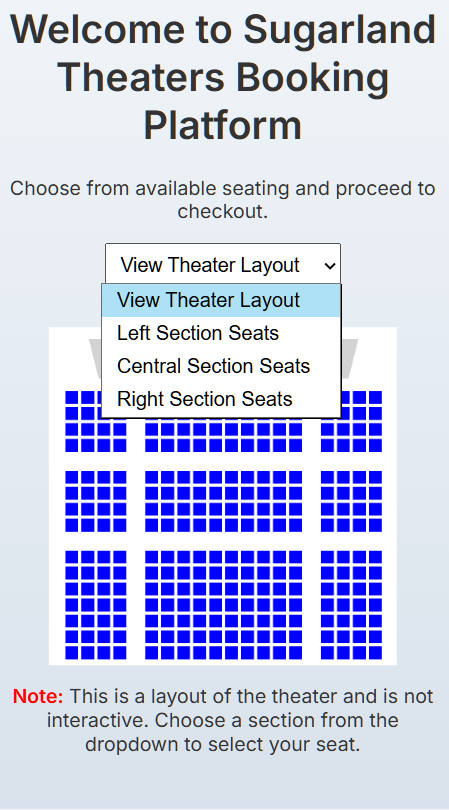 Welcome to Sugarland
Theaters Booking
Platform
Choose from available seating and proceed to
checkout.
View Theater Layout
View Theater Layout
Left Section Seats
Central Section Seats
Right Section Seats
Note: This is a layout of the theater and is not
interactive. Choose a section from the
dropdown to select your seat.